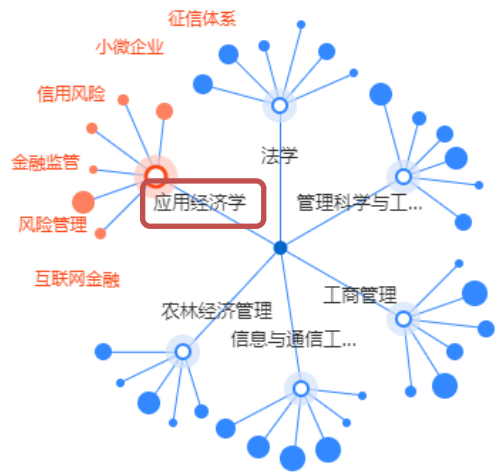 征信体系
小微企业
信用风险
金融监管
风险管理
互联网金融
法学
应用经济学
管理科学与工...
工商管理
农林经济管理
信息与通信工...